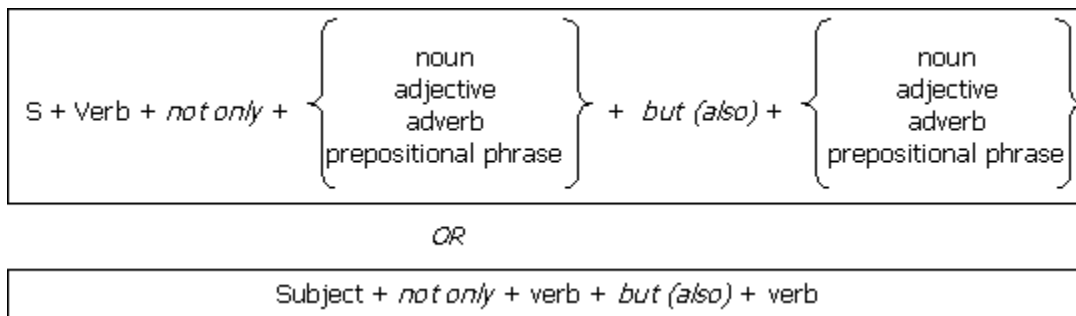 noun noun
adjective adjective
S + Verb + not only + adverb + but (also) + adverb
prepositional phrase prepositional phrase
OR
Subject + not only + verb + but (also) + verb